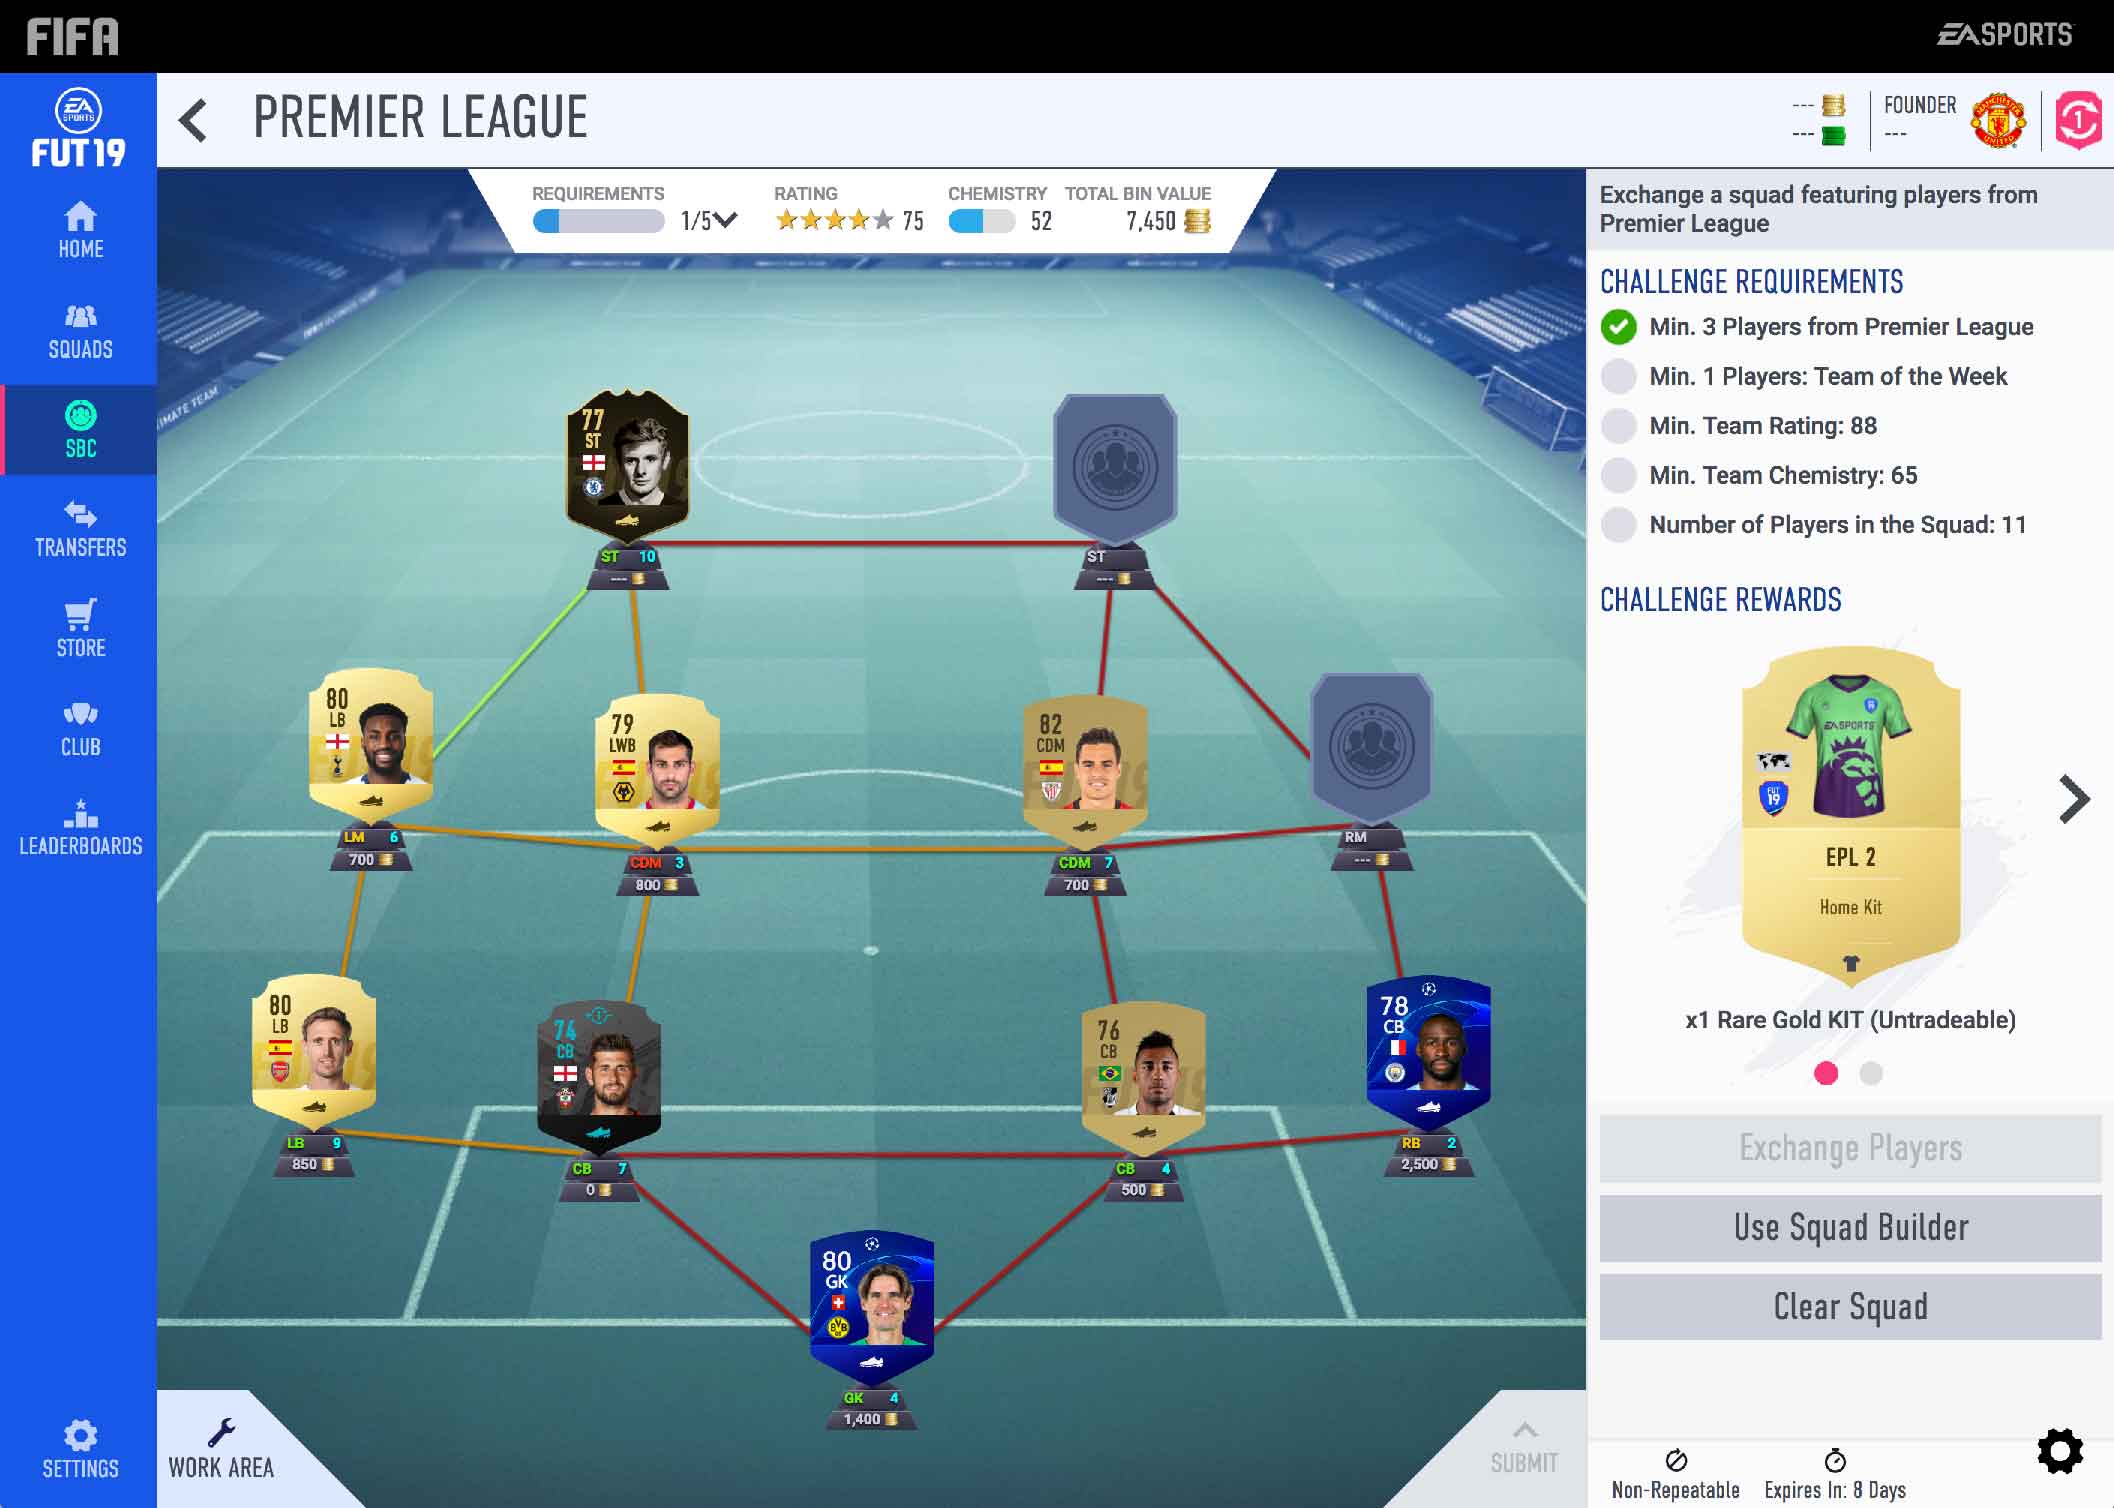 FIFA
EA SPORTS
EA SPORTS
FUT 19
HOME
SQUADS
SBC
TRANSFERS
STORE
CLUB
LEADERBOARDS
SETTINGS
PREMIER LEAGUE
---
---
FOUNDER
---
1
REQUIREMENTS
1/5
RATING
75
CHEMISTRY
52
TOTAL BIN VALUE
7,450
77
ST
ST 10
---
ST
---
80
LB
LM 6
700
79
LWB
CDM 3
800
82
CDM
CDM 7
700
RM
---
80
LB
LB 9
850
74
CB
CB 7
0
76
CB
CB 4
500
78
CB
RB 2
2,500
80
GK
GK 4
1,400
WORK AREA
SUBMIT
Exchange a squad featuring players from
Premier League
CHALLENGE REQUIREMENTS
Min. 3 Players from Premier League
Min. 1 Players: Team of the Week
Min. Team Rating: 88
Min. Team Chemistry: 65
Number of Players in the Squad: 11
CHALLENGE REWARDS
EA SPORTS
FUT
19
EPL 2
Home Kit
x1 Rare Gold KIT (Untradeable)
Exchange Players
Use Squad Builder
Clear Squad
Non-Repeatable
Expires In: 8 Days